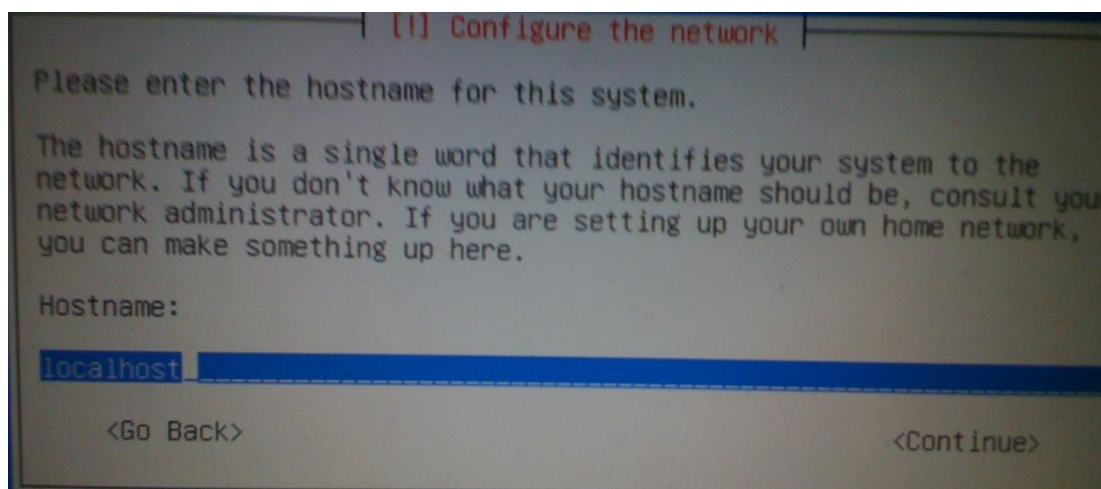 [!] Configure the network
Please enter the hostname for this system.
The hostname is a single word that identifies your system to the
network. If you don't know what your hostname should be, consult you
network administrator. If you are setting up your own home network,
you can make something up here.
Hostname:
localhost
<Go Back> <Continue>